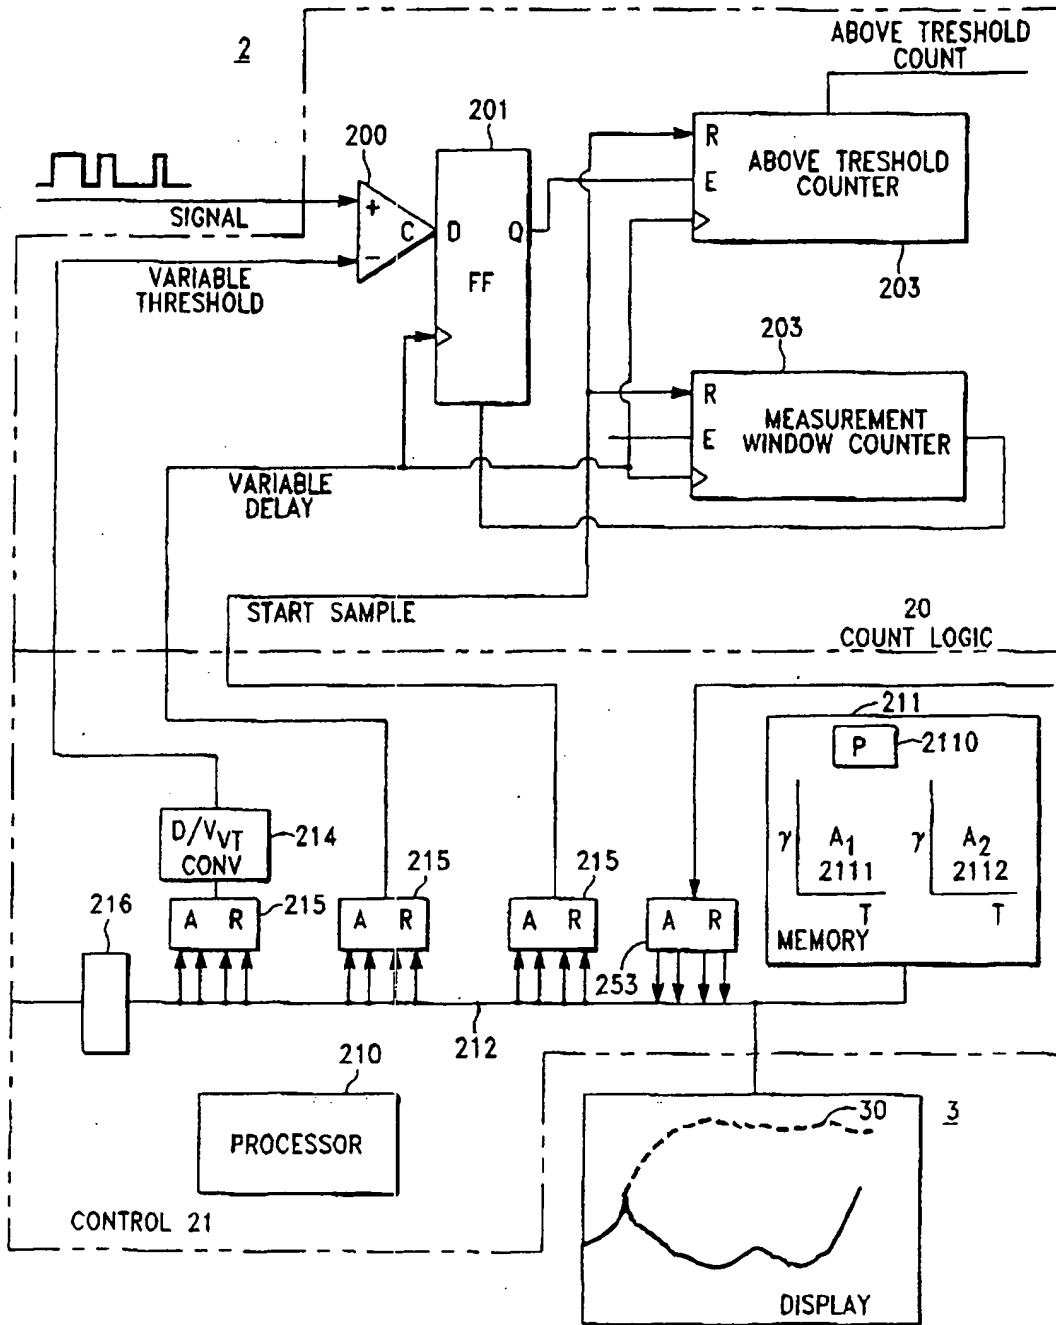 2
ABOVE TRESHOLD
COUNT
201
200
R
ABOVE TRESHOLD
COUNTER
E
+
SIGNAL
C
D
Q
-
FF
VARIABLE
THRESHOLD
203
203
R
MEASUREMENT
WINDOW COUNTER
E
VARIABLE
DELAY
START SAMPLE
20
COUNT LOGIC
211
P
2110
D/VVT
CONV
214
γ
A1
2111
T
γ
A2
2112
T
MEMORY
216
A R
215
A R
215
A R
215
A R
253
212
210
PROCESSOR
30
3
CONTROL 21
DISPLAY